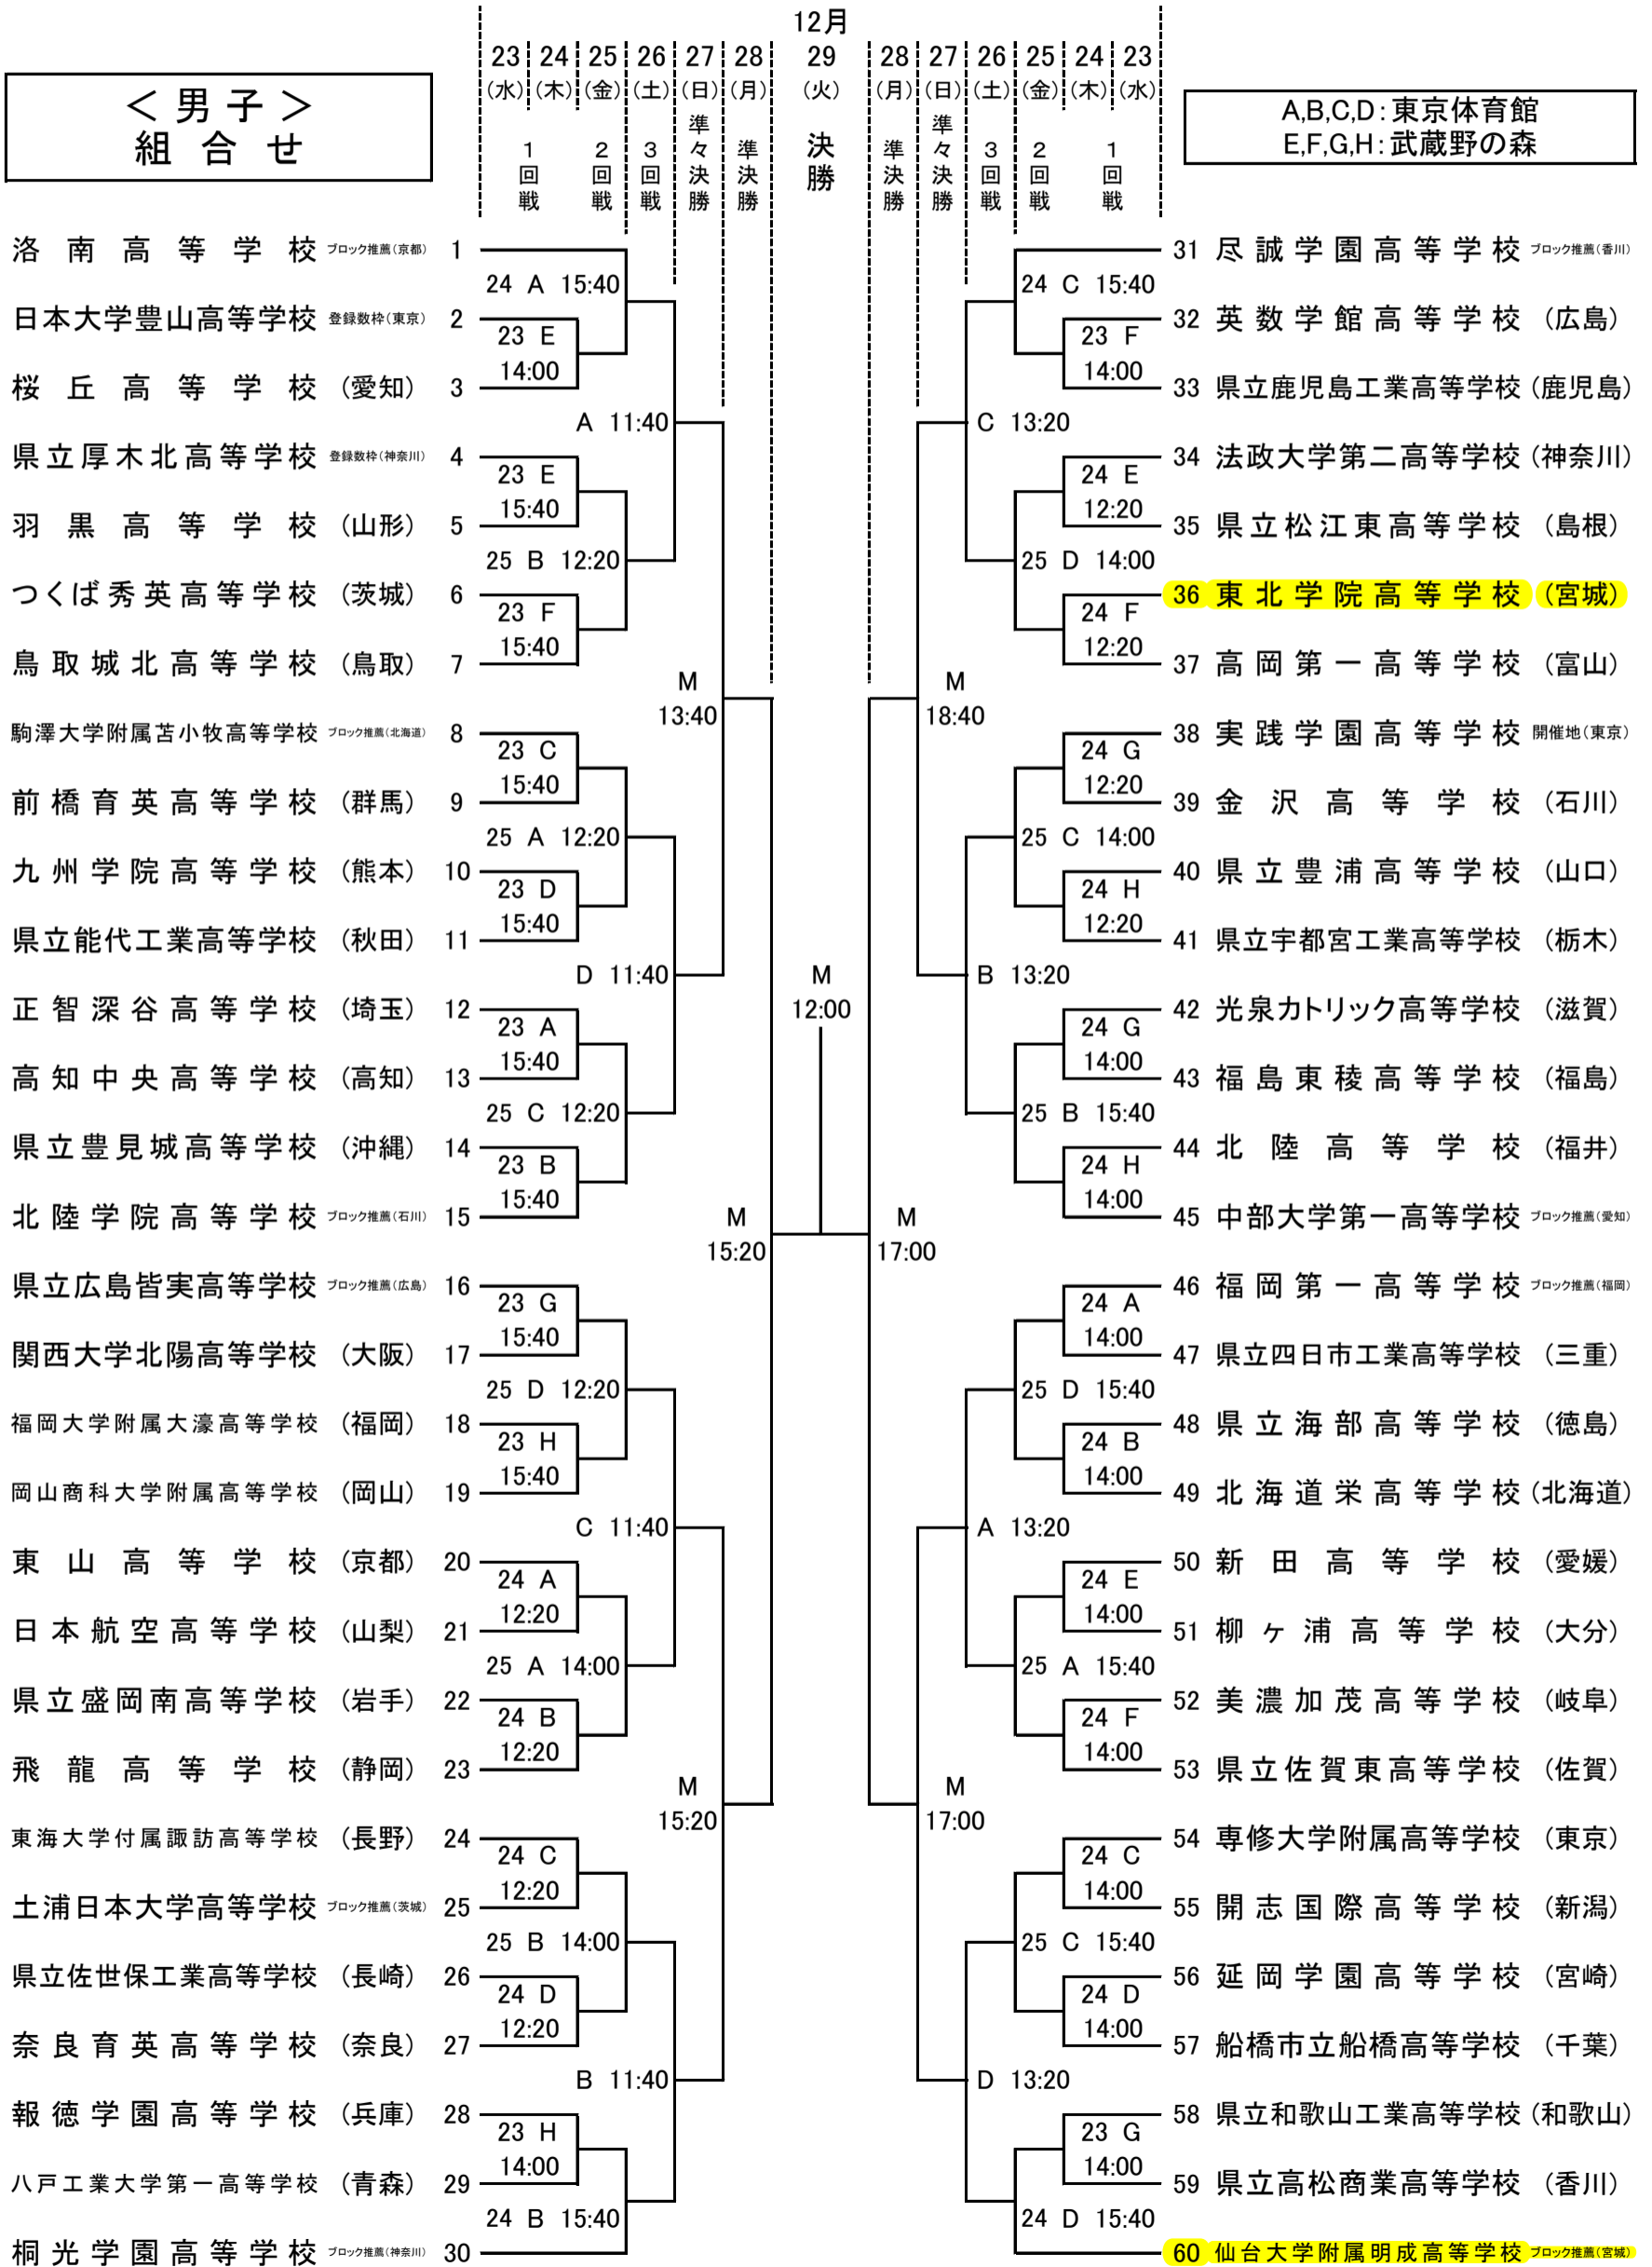 12月
23 24 25 26 27 28 29 28 27 26 25 24 23
(水) (木) (金) (土) (日) (月) (火) (月) (日) (土) (金) (木) (水)
1回戦 2回戦 3回戦 準々決勝 準決勝 決勝 準決勝 準々決勝 3回戦 2回戦 1回戦
＜男子＞
組合せ
A,B,C,D:東京体育館
E,F,G,H:武蔵野の森
洛南高等学校 ブロック推薦(京都) 1
24 A 15:40
日本大学豊山高等学校 登録数枠(東京) 2
23 E
14:00
桜丘高等学校 (愛知) 3
A 11:40
県立厚木北高等学校 登録数枠(神奈川) 4
23 E
15:40
羽黒高等学校 (山形) 5
25 B 12:20
つくば秀英高等学校 (茨城) 6
23 F
15:40
鳥取城北高等学校 (鳥取) 7
M
13:40
駒澤大学附属苫小牧高等学校 ブロック推薦(北海道) 8
23 C
15:40
前橋育英高等学校 (群馬) 9
25 A 12:20
九州学院高等学校 (熊本) 10
23 D
15:40
県立能代工業高等学校 (秋田) 11
D 11:40
正智深谷高等学校 (埼玉) 12
23 A
15:40
高知中央高等学校 (高知) 13
25 C 12:20
県立豊見城高等学校 (沖縄) 14
23 B
15:40
北陸学院高等学校 ブロック推薦(石川) 15
M
15:20
県立広島皆実高等学校 ブロック推薦(広島) 16
23 G
15:40
関西大学北陽高等学校 (大阪) 17
25 D 12:20
福岡大学附属大濠高等学校 (福岡) 18
23 H
15:40
岡山商科大学附属高等学校 (岡山) 19
C 11:40
東山高等学校 (京都) 20
24 A
12:20
日本航空高等学校 (山梨) 21
25 A 14:00
県立盛岡南高等学校 (岩手) 22
24 B
12:20
飛龍高等学校 (静岡) 23
M
15:20
東海大学付属諏訪高等学校 (長野) 24
24 C
12:20
土浦日本大学高等学校 ブロック推薦(茨城) 25
25 B 14:00
県立佐世保工業高等学校 (長崎) 26
24 D
12:20
奈良育英高等学校 (奈良) 27
B 11:40
報徳学園高等学校 (兵庫) 28
23 H
14:00
八戸工業大学第一高等学校 (青森) 29
24 B 15:40
桐光学園高等学校 ブロック推薦(神奈川) 30
M
12:00
31 尽誠学園高等学校 ブロック推薦(香川)
24 C 15:40
32 英数学館高等学校 (広島)
23 F
14:00
33 県立鹿児島工業高等学校 (鹿児島)
C 13:20
34 法政大学第二高等学校 (神奈川)
24 E
12:20
35 県立松江東高等学校 (島根)
25 D 14:00
36 東北学院高等学校 (宮城)
24 F
12:20
37 高岡第一高等学校 (富山)
M
18:40
38 実践学園高等学校 開催地(東京)
24 G
12:20
39 金沢高等学校 (石川)
25 C 14:00
40 県立豊浦高等学校 (山口)
24 H
12:20
41 県立宇都宮工業高等学校 (栃木)
B 13:20
42 光泉カトリック高等学校 (滋賀)
24 G
14:00
43 福島東稜高等学校 (福島)
25 B 15:40
44 北陸高等学校 (福井)
24 H
14:00
45 中部大学第一高等学校 ブロック推薦(愛知)
M
17:00
46 福岡第一高等学校 ブロック推薦(福岡)
24 A
14:00
47 県立四日市工業高等学校 (三重)
25 D 15:40
48 県立海部高等学校 (徳島)
24 B
14:00
49 北海道栄高等学校 (北海道)
A 13:20
50 新田高等学校 (愛媛)
24 E
14:00
51 柳ヶ浦高等学校 (大分)
25 A 15:40
52 美濃加茂高等学校 (岐阜)
24 F
14:00
53 県立佐賀東高等学校 (佐賀)
M
17:00
54 専修大学附属高等学校 (東京)
24 C
14:00
55 開志国際高等学校 (新潟)
25 C 15:40
56 延岡学園高等学校 (宮崎)
24 D
14:00
57 船橋市立船橋高等学校 (千葉)
D 13:20
58 県立和歌山工業高等学校 (和歌山)
23 G
14:00
59 県立高松商業高等学校 (香川)
24 D 15:40
60 仙台大学附属明成高等学校 ブロック推薦(宮城)